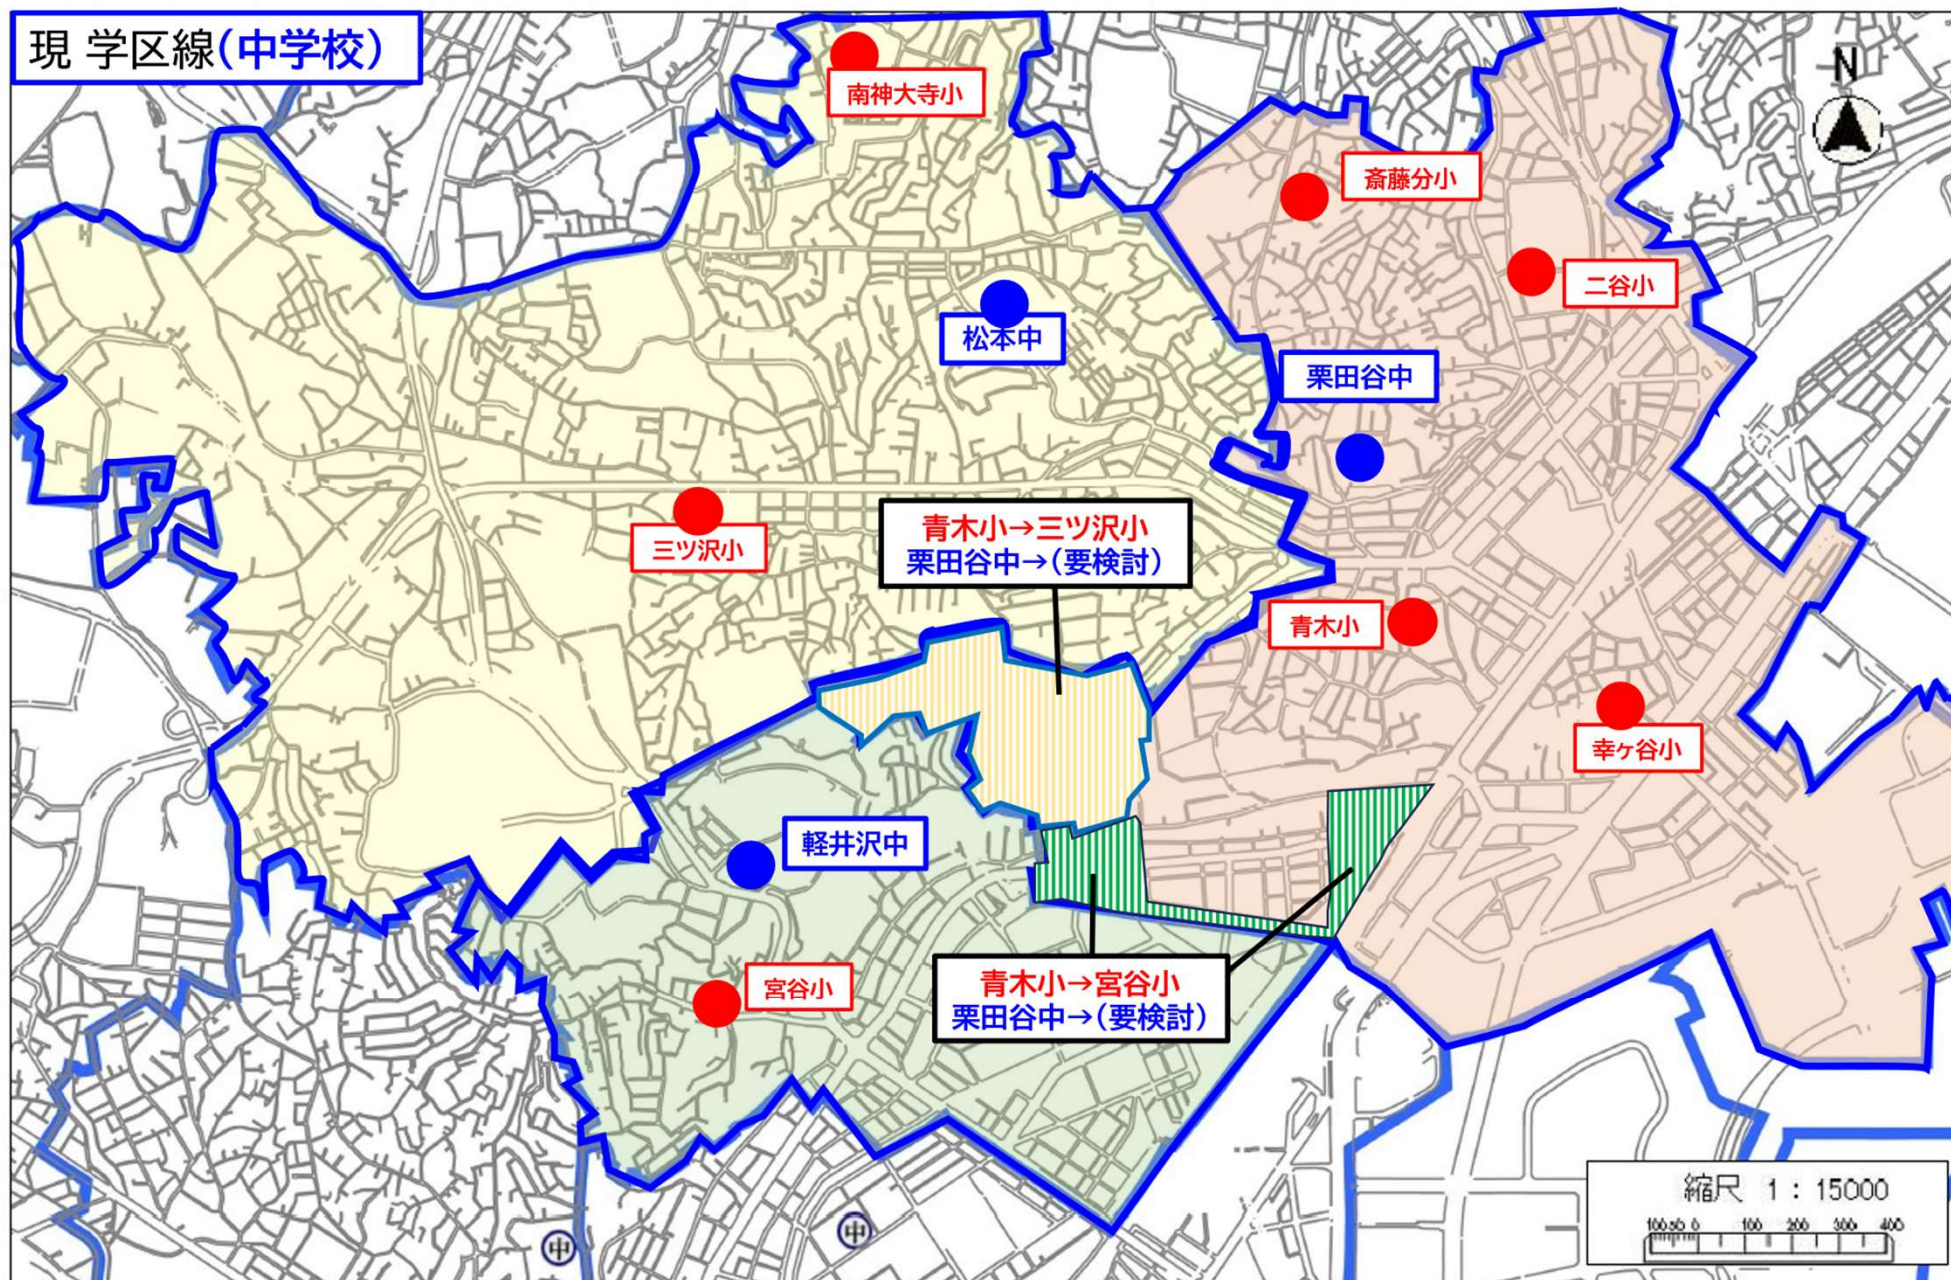 現 学区線(中学校)
南神大寺小
N
斎藤分小
二谷小
松本中
栗田谷中
三ツ沢小
青木小→三ツ沢小
栗田谷中→(要検討)
青木小
幸ヶ谷小
軽井沢中
宮谷小
青木小→宮谷小
栗田谷中→(要検討)
縮尺 1:15000
100 50 0 100 200 300 400
中
中